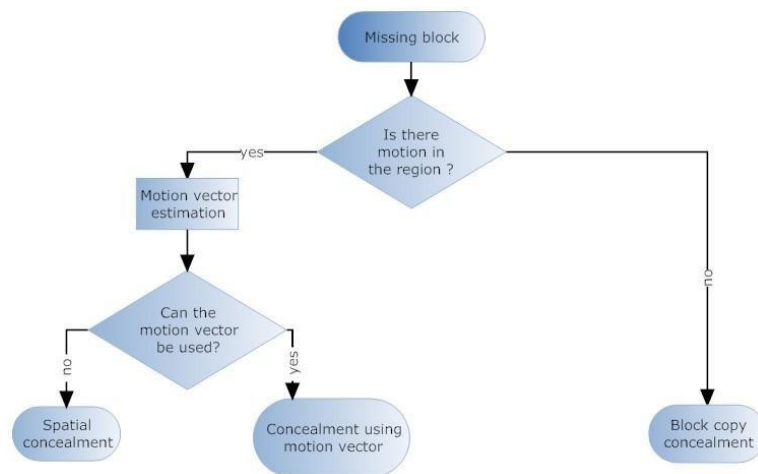 Missing block
Is there
motion in
the region ?
yes
Motion vector
estimation
no
Can the
motion vector
be used?
no
yes
Spatial
concealment
Concealment using
motion vector
Block copy
concealment